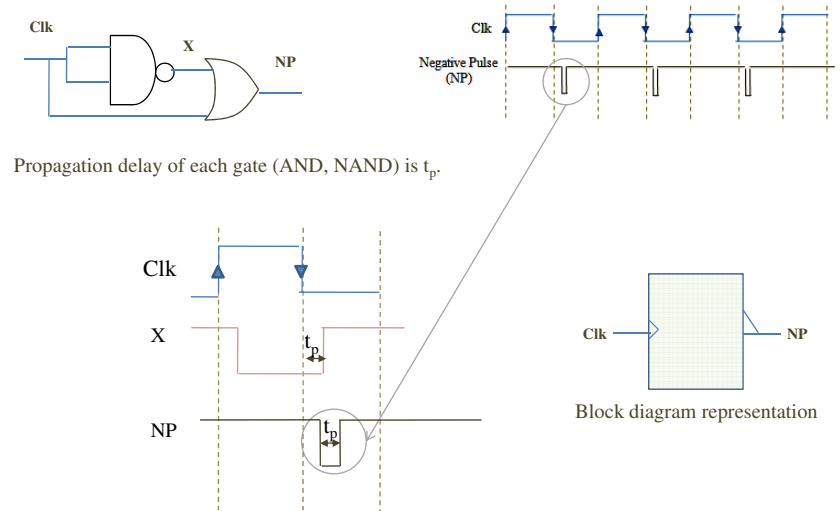 Clk
X
NP
Clk
Negative Pulse
(NP)
Propagation delay of each gate (AND, NAND) is tp.
Clk
X
tp
NP
tp
Clk
NP
Block diagram representation